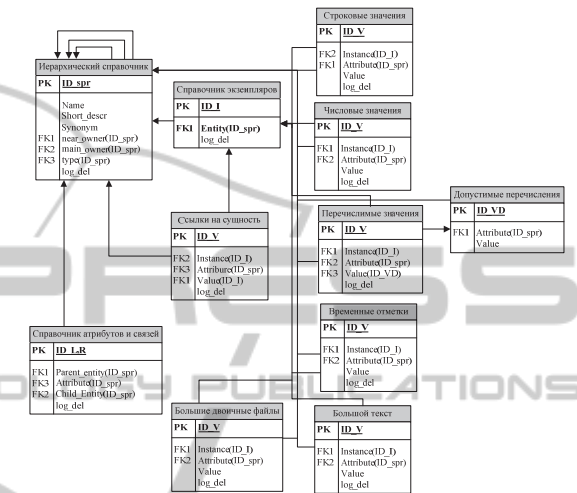 Иерархический справочник
PK ID_spr
Name
Short_descr
Synonym
FK1 near_owner(ID_spr)
FK2 main_owner(ID_spr)
FK3 type(ID_spr)
log_del
Справочник экземпляров
PK ID_I
FK1 Entity(ID_spr)
log_del
Строковые значения
PK ID_V
FK2 Instance(ID_I)
FK1 Attribute(ID_spr)
Value
log_del
Числовые значения
PK ID_V
FK1 Instance(ID_I)
FK2 Attribute(ID_spr)
Value
log_del
Допустимые перечисления
PK ID_VD
FK1 Attribute(ID_spr)
Value
Перечислимые значения
PK ID_V
FK1 Instance(ID_I)
FK2 Attribute(ID_spr)
FK3 Value(ID_VD)
log_del
Ссылки на сущность
PK ID_V
FK2 Instance(ID_I)
FK3 Attribure(ID_spr)
FK1 Value(ID_I)
log_del
Временные отметки
PK ID_V
FK1 Instance(ID_I)
FK2 Attribute(ID_spr)
Value
log_del
Справочник атрибутов и связей
PK ID_LR
FK1 Parent_entity(ID_spr)
FK3 Attribute(ID_spr)
FK2 Child_Entity(ID_spr)
log_del
Большие двоичные файлы
PK ID_V
FK1 Instance(ID_I)
FK2 Attribute(ID_spr)
Value
log_del
Большой текст
PK ID_V
FK1 Instance(ID_I)
FK2 Attribute(ID_spr)
Value
log_del
PRESS
PUBLICATIONS